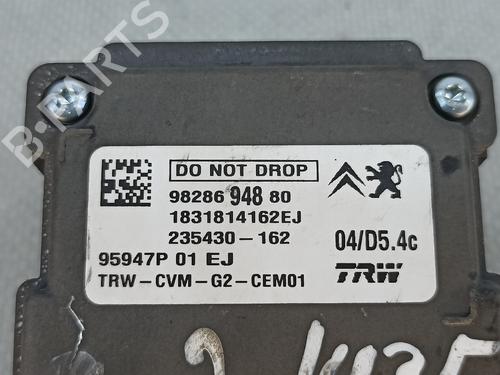 DO NOT DROP
98286 948 80
1831814162EJ
235430-162
04/D5.4c
95947P 01 EJ
TRW-CVM-G2-CEM01
TRW
B-PARTS